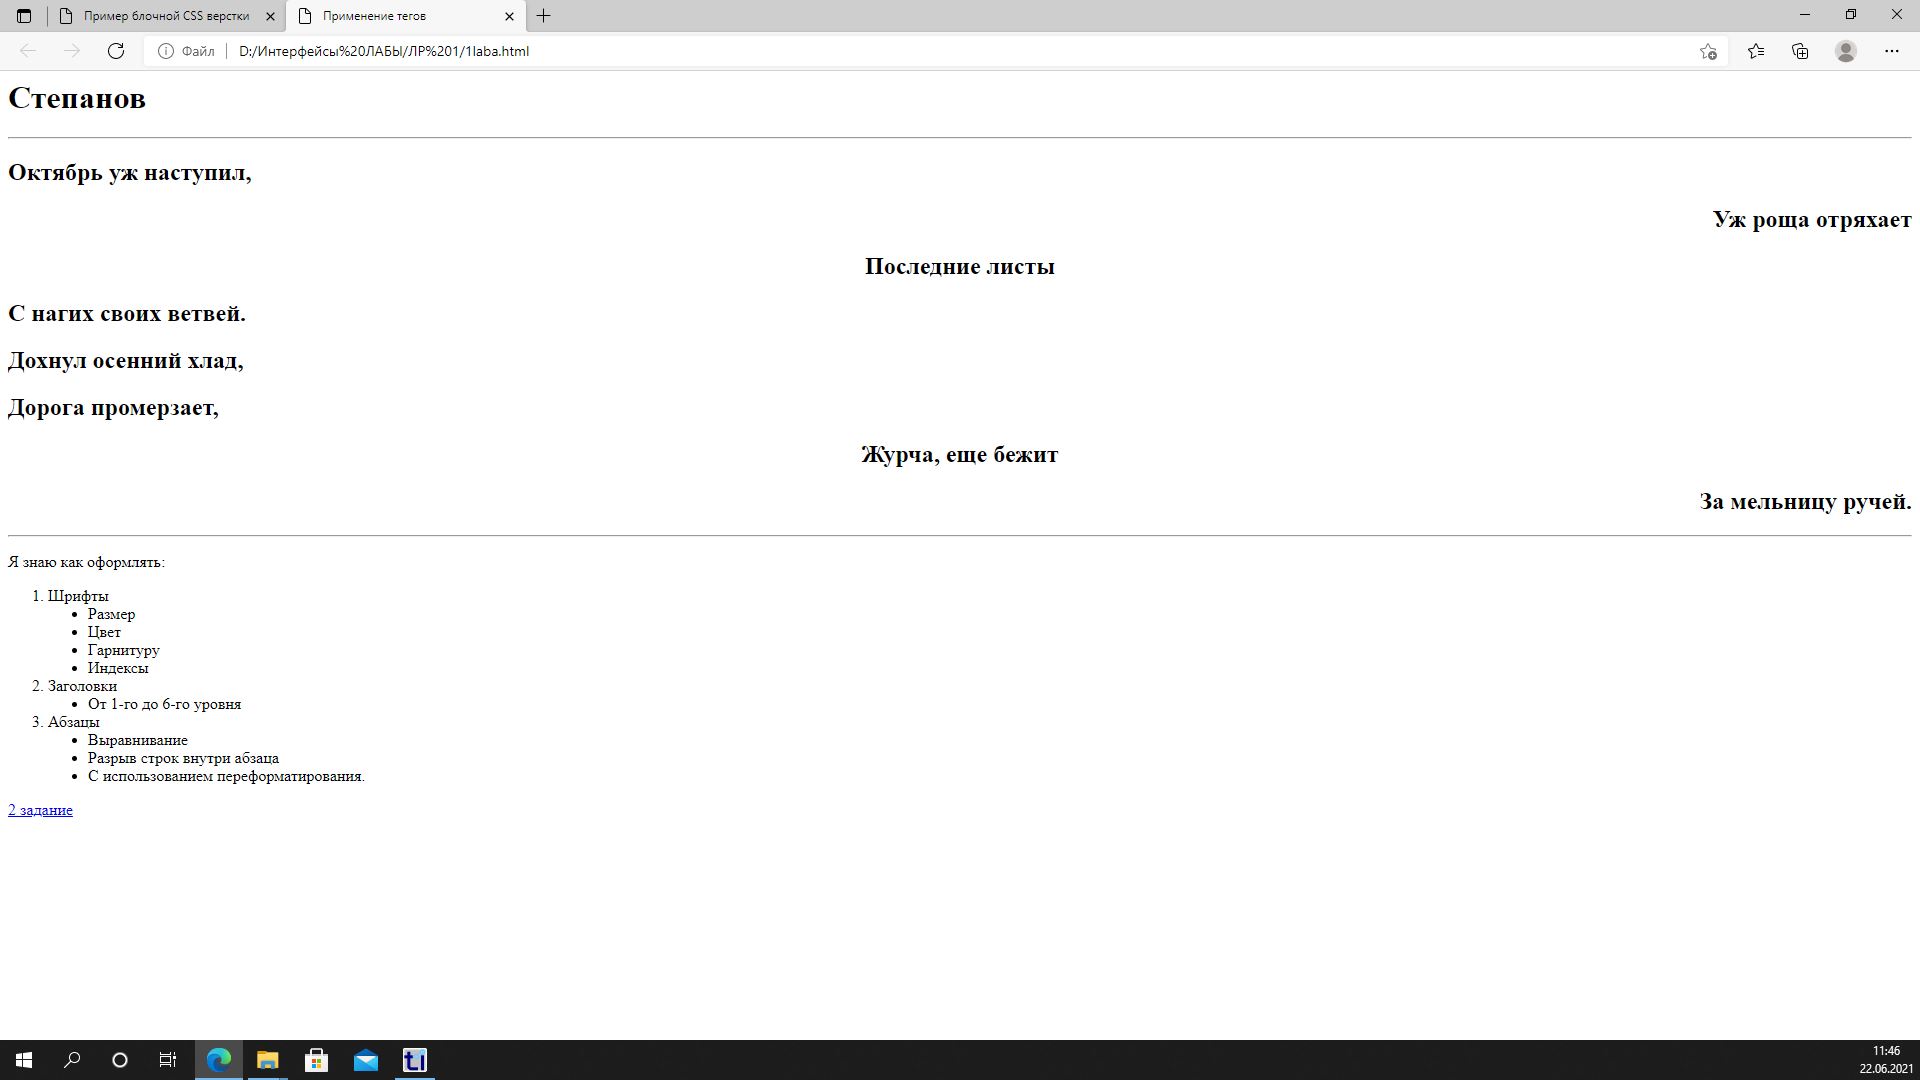 Пример блочной CSS верстки
Применение тегов
Файл
D:/Интерфейсы%20ЛАБЫ/ЛР%201/1laba.html
Степанов
Октябрь уж наступил,
Уж роща отряхает
Последние листы
С нагих своих ветвей.
Дохнул осенний хлад,
Дорога промерзает,
Журча, еще бежит
За мельницу ручей.
Я знаю как оформлять:
1. Шрифты
• Размер
• Цвет
• Гарнитуру
• Индексы
2. Заголовки
• От 1-го до 6-го уровня
3. Абзацы
• Выравнивание
• Разрыв строк внутри абзаца
• С использованием переформатирования.
2 задание
tl
11:46
22.06.2021